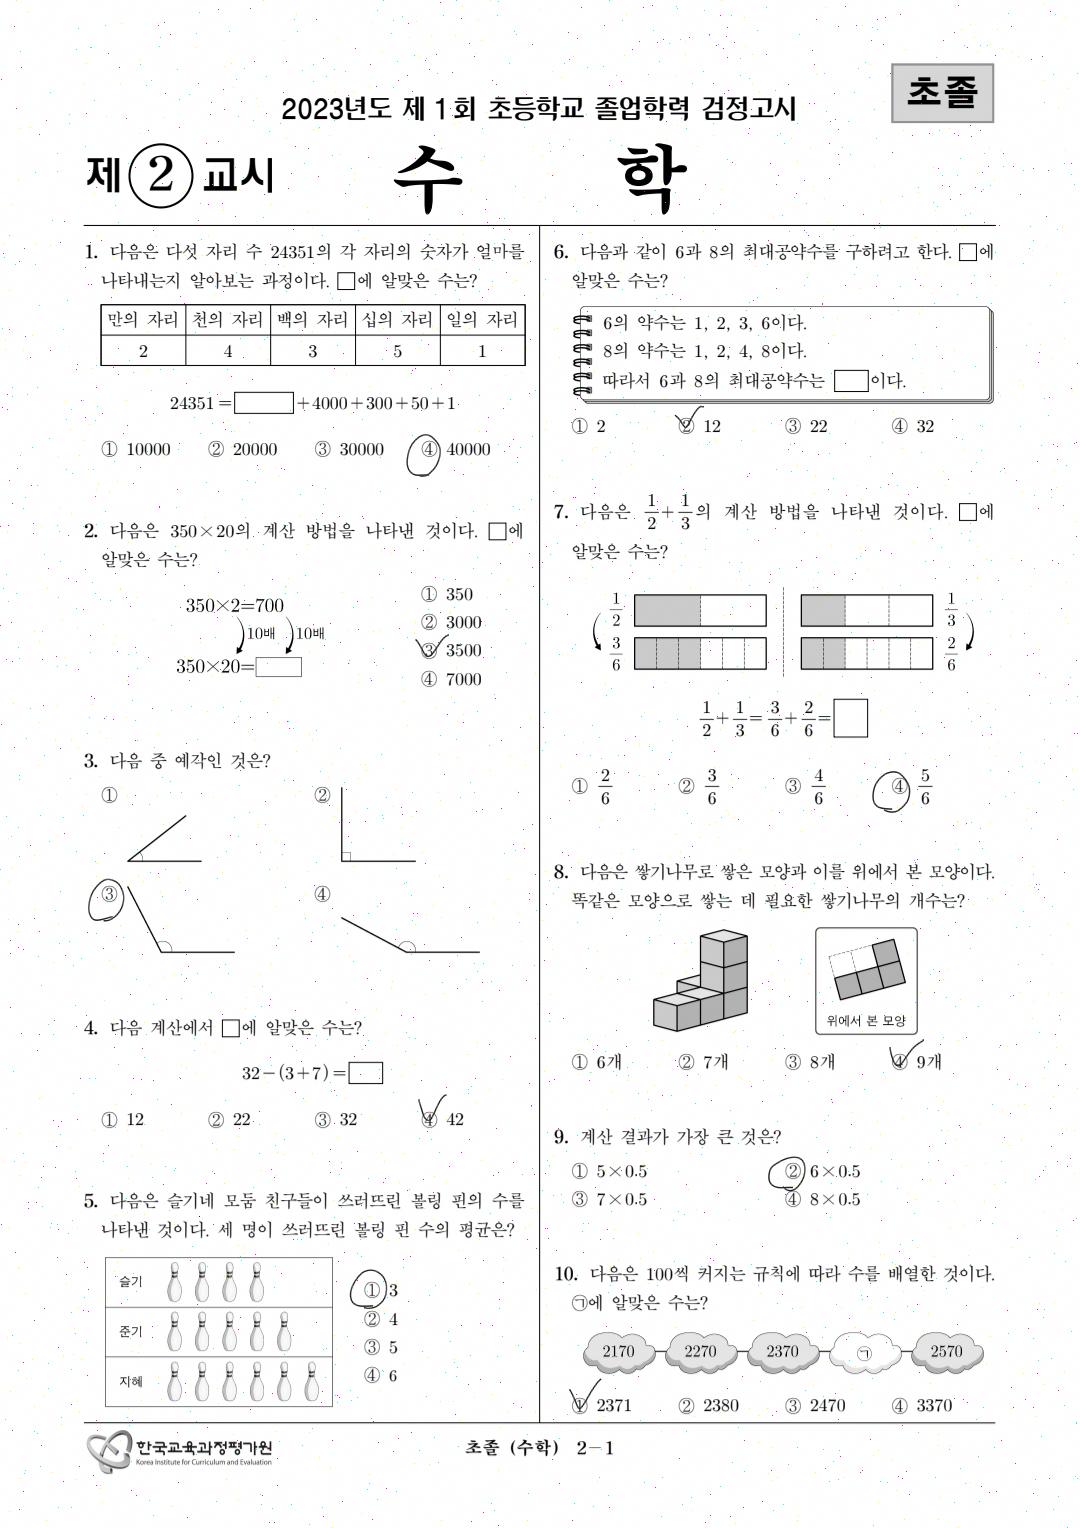 초졸
2023년도 제 1 회 초등학교 졸업학력 검정고시
제 2 교시 수 학
1. 다음은 다섯 자리 수 24351의 각 자리의 숫자가 얼마를
나타내는지 알아보는 과정이다. □에 알맞은 수는?
만의 자리 천의 자리 백의 자리 십의 자리 일의 자리
2 4 3 5 1
24351 = □ +4000+300+50+1
① 10000 ② 20000 ③ 30000 ④ 40000
2. 다음은 350×20의 계산 방법을 나타낸 것이다. □에
알맞은 수는?
350×2=700
10배 10배
350×20=□
① 350
② 3000
③ 3500
④ 7000
3. 다음 중 예각인 것은?
① ②
③ ④
4. 다음 계산에서 □에 알맞은 수는?
32-(3+7)=□
① 12 ② 22 ③ 32 ④ 42
5. 다음은 슬기네 모둠 친구들이 쓰러뜨린 볼링 핀의 수를
나타낸 것이다. 세 명이 쓰러뜨린 볼링 핀 수의 평균은?
슬기
준기
지혜
① 3
② 4
③ 5
④ 6
6. 다음과 같이 6과 8의 최대공약수를 구하려고 한다. □에
알맞은 수는?
6의 약수는 1, 2, 3, 6이다.
8의 약수는 1, 2, 4, 8이다.
따라서 6과 8의 최대공약수는 □이다.
① 2 ② 12 ③ 22 ④ 32
7. 다음은 1/2+1/3의 계산 방법을 나타낸 것이다. □에
알맞은 수는?
1/2 1/3
3/6 2/6
1/2+1/3=3/6+2/6=□
① 2/6 ② 3/6 ③ 4/6 ④ 5/6
8. 다음은 쌓기나무로 쌓은 모양과 이를 위에서 본 모양이다.
똑같은 모양으로 쌓는 데 필요한 쌓기나무의 개수는?
위에서 본 모양
① 6개 ② 7개 ③ 8개 ④ 9개
9. 계산 결과가 가장 큰 것은?
① 5×0.5 ② 6×0.5
③ 7×0.5 ④ 8×0.5
10. 다음은 100씩 커지는 규칙에 따라 수를 배열한 것이다.
㉠에 알맞은 수는?
2170 2270 2370 ㉠ 2570
① 2371 ② 2380 ③ 2470 ④ 3370
한국교육과정평가원
Korea Institute for Curriculum and Evaluation
초졸 (수학) 2-1